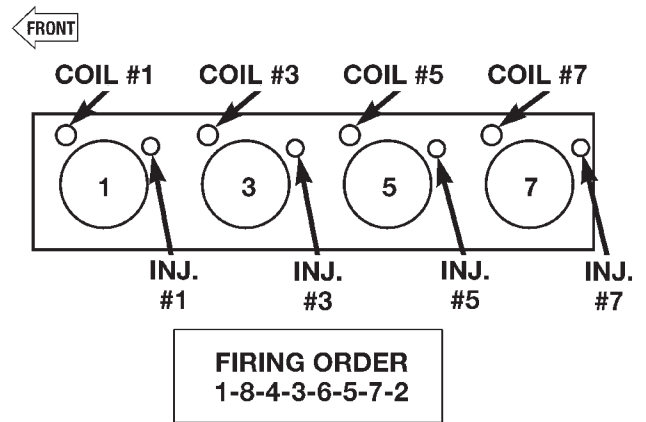 FRONT
COIL #1 COIL #3 COIL #5 COIL #7
1 3 5 7
INJ. #1 INJ. #3 INJ. #5 INJ. #7
FIRING ORDER
1-8-4-3-6-5-7-2